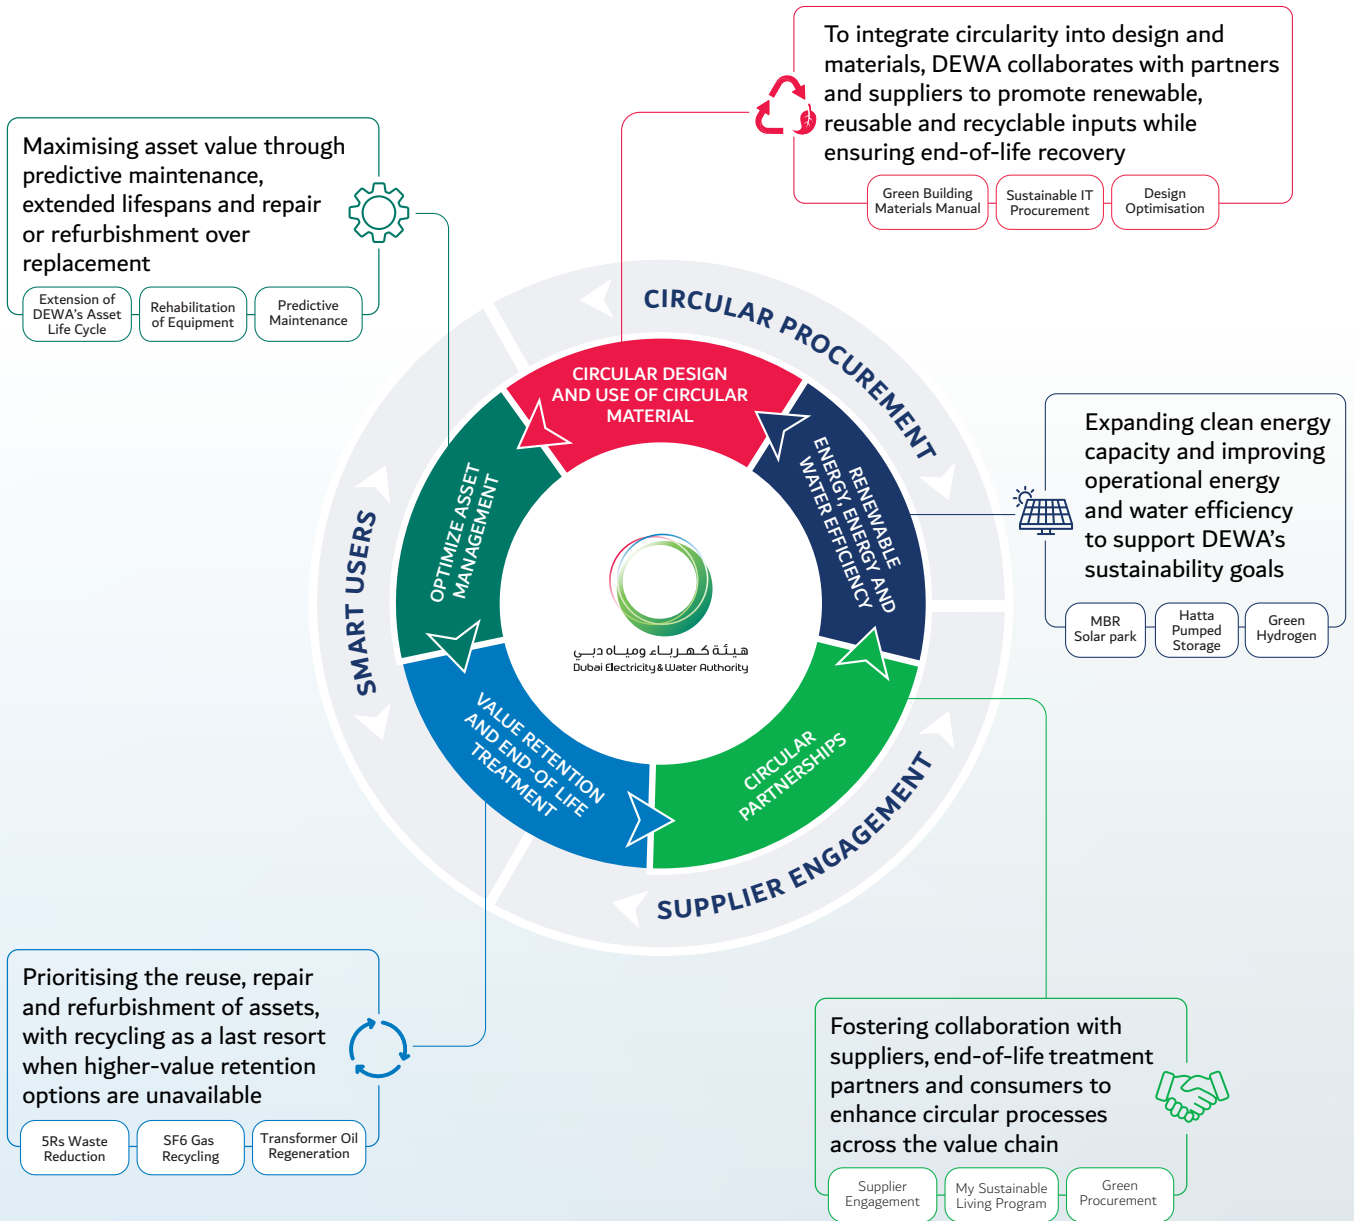 To integrate circularity into design and
materials, DEWA collaborates with partners
and suppliers to promote renewable,
reusable and recyclable inputs while
ensuring end-of-life recovery
Green Building
Materials Manual
Sustainable IT
Procurement
Design
Optimisation
Maximising asset value through
predictive maintenance,
extended lifespans and repair
or refurbishment over
replacement
Extension of
DEWA's Asset
Life Cycle
Rehabilitation
of Equipment
Predictive
Maintenance
CIRCULAR PROCUREMENT
CIRCULAR DESIGN
AND USE OF CIRCULAR
MATERIAL
RENEWABLE
ENERGY, ENERGY AND
WATER EFFICIENCY
OPTIMIZE ASSET
MANAGEMENT
SMART USERS
هيئة كهرباء ومياه دبي
Dubai Electricity & Water Authority
VALUE RETENTION
AND END-OF LIFE
TREATMENT
CIRCULAR
PARTNERSHIPS
SUPPLIER ENGAGEMENT
Expanding clean energy
capacity and improving
operational energy
and water efficiency
to support DEWA's
sustainability goals
MBR
Solar park
Hatta
Pumped
Storage
Green
Hydrogen
Prioritising the reuse, repair
and refurbishment of assets,
with recycling as a last resort
when higher-value retention
options are unavailable
5Rs Waste
Reduction
SF6 Gas
Recycling
Transformer Oil
Regeneration
Fostering collaboration with
suppliers, end-of-life treatment
partners and consumers to
enhance circular processes
across the value chain
Supplier
Engagement
My Sustainable
Living Program
Green
Procurement